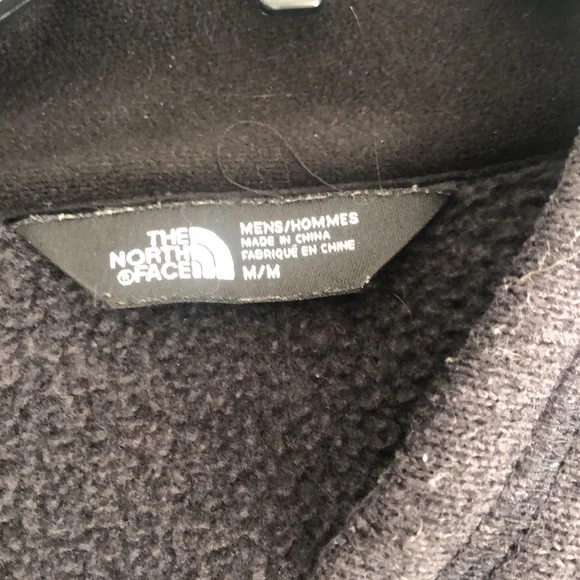 THE
NORTH
FACE
MENS/HOMMES
MADE IN CHINA
FABRIQUÉ EN CHINE
M/M